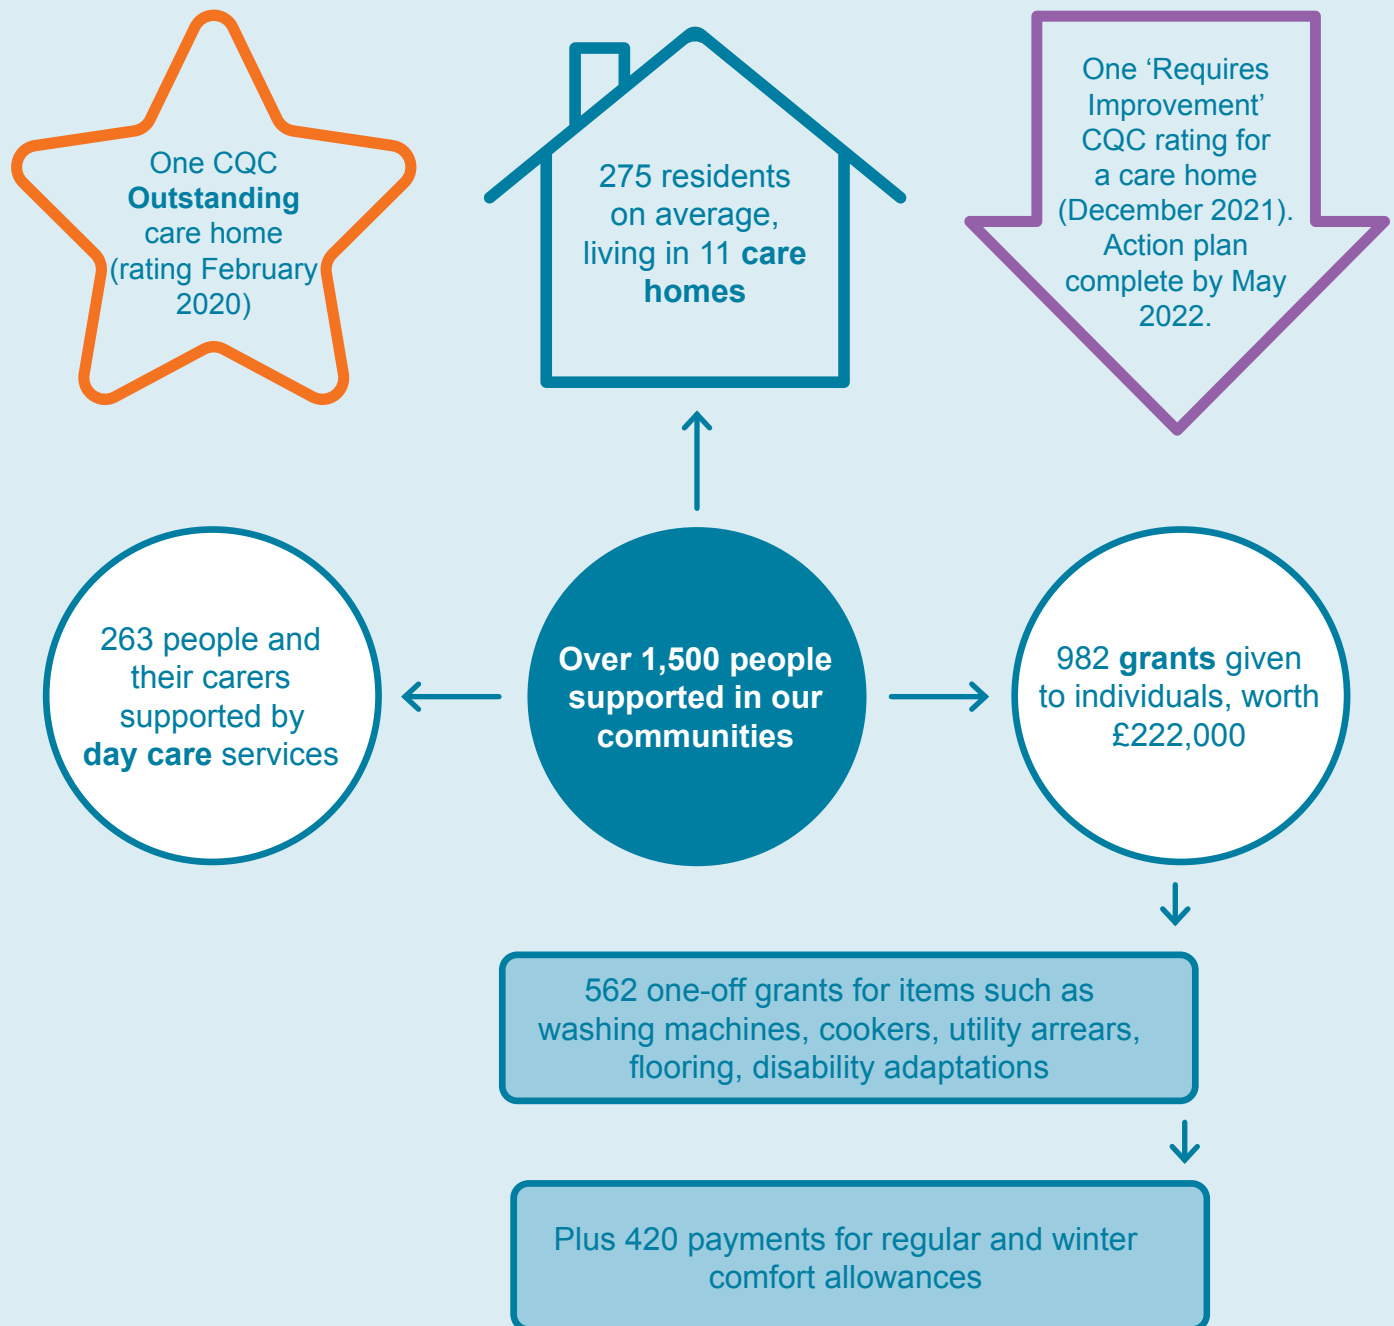 One CQC
Outstanding
care home
(rating February
2020)
275 residents
on average,
living in 11 care
homes
One ‘Requires
Improvement’
CQC rating for
a care home
(December 2021).
Action plan
complete by May
2022.
263 people and
their carers
supported by
day care services
Over 1,500 people
supported in our
communities
982 grants given
to individuals, worth
£222,000
562 one-off grants for items such as
washing machines, cookers, utility arrears,
flooring, disability adaptations
Plus 420 payments for regular and winter
comfort allowances